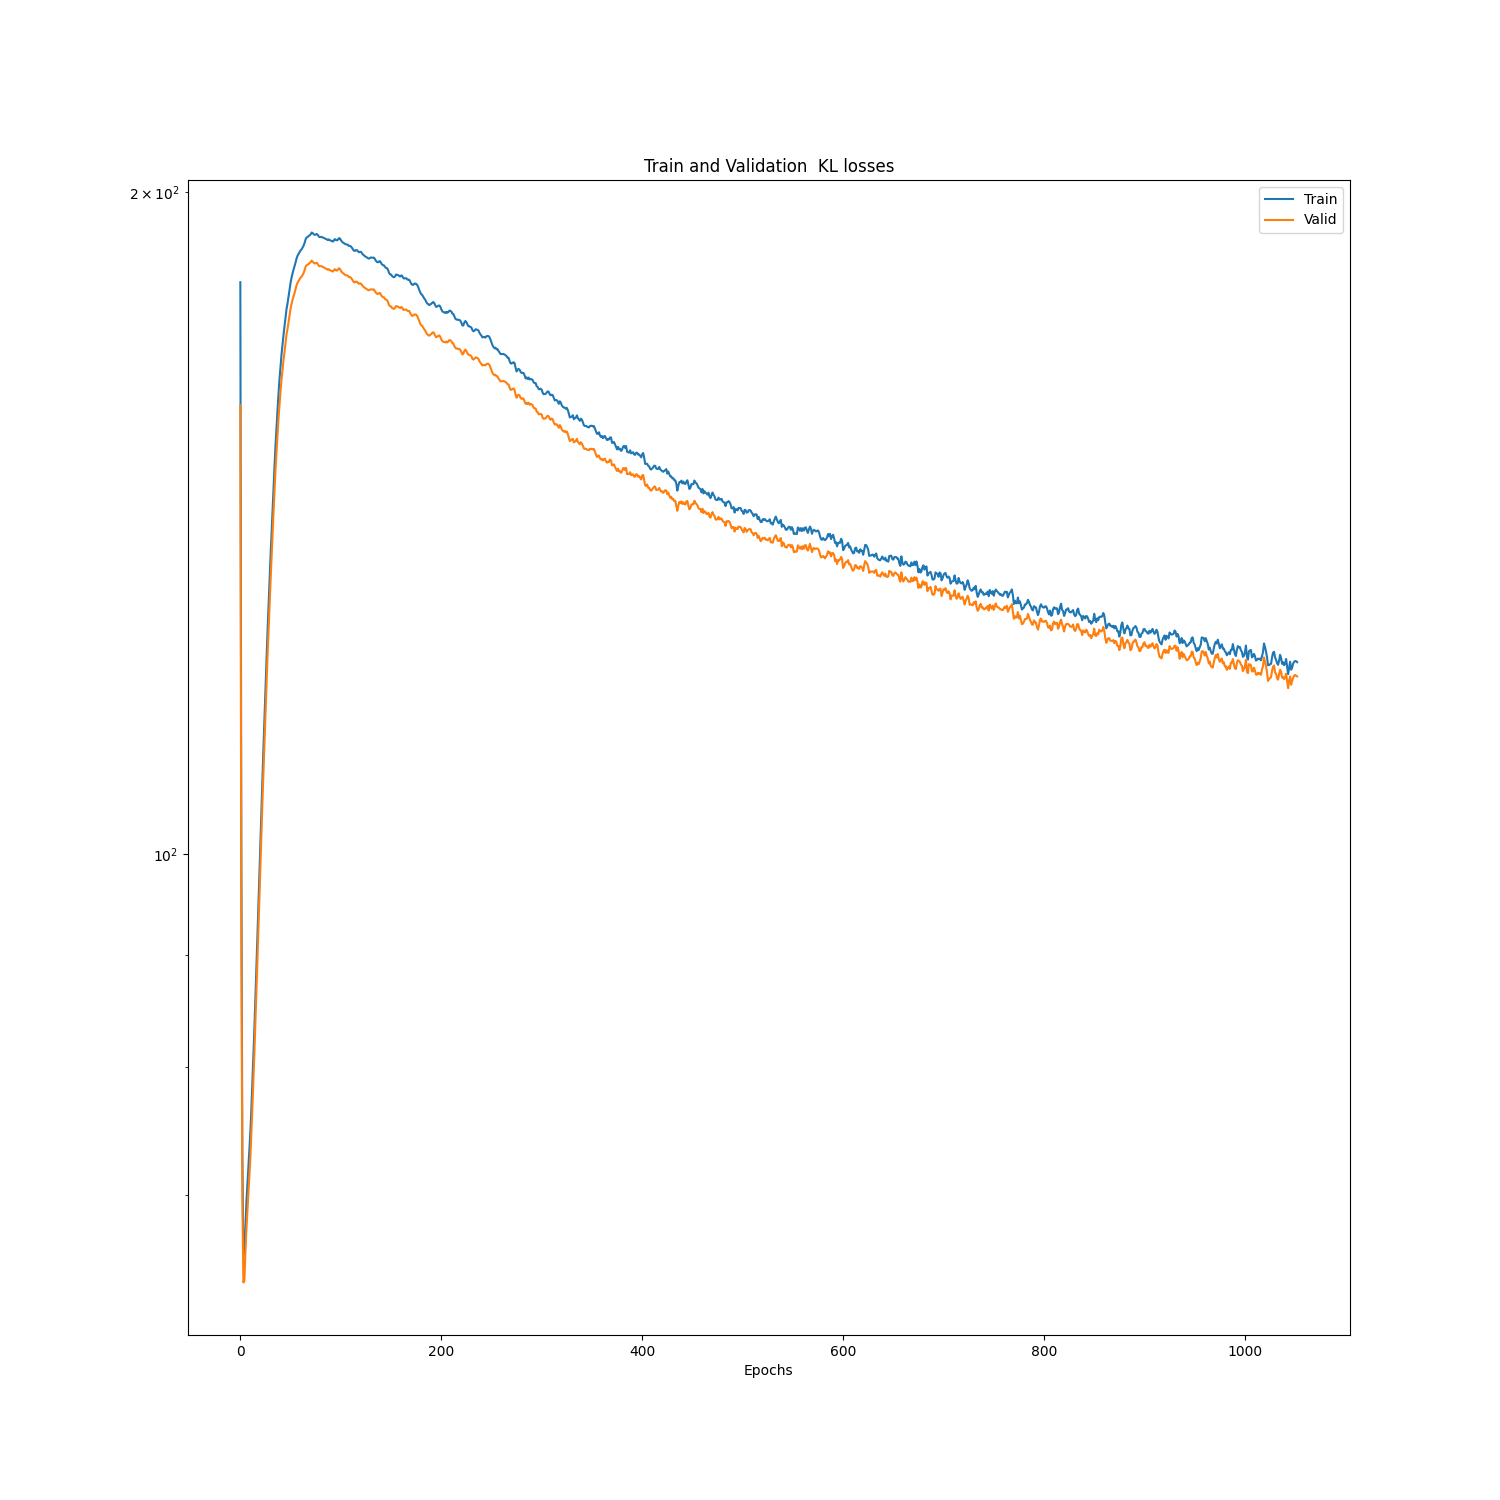 Train and Validation  KL losses
2 × 10²
Train
Valid
10²
0 200 400 600 800 1000
Epochs